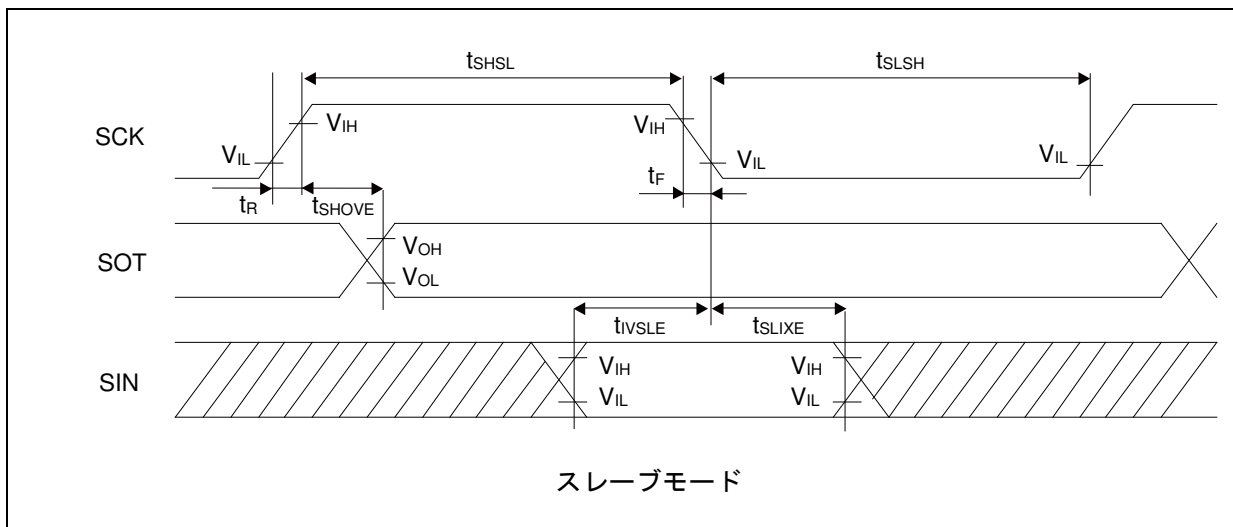 tSHSL
tSLSH
SCK
VIH
VIH
VIL
VIL
VIL
tF
tR
tSHOVE
SOT
VOH
VOL
tIVSLE
tSLIXE
SIN
VIH
VIH
VIL
VIL
スレーブモード